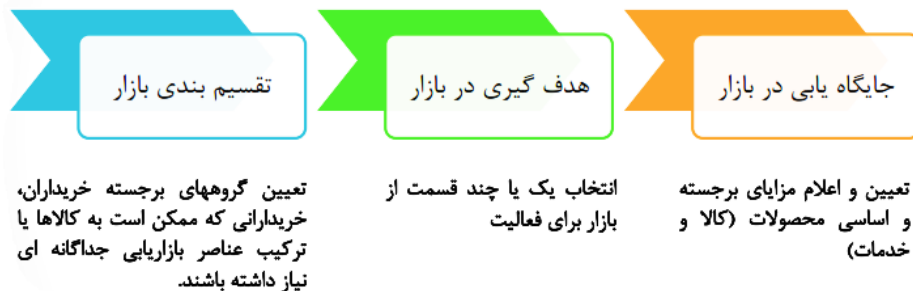 تقسیم بندی بازار
تعیین گروههای برجسته خریداران،
خریدارانی که ممکن است به کالاها یا
ترکیب عناصر بازاریابی جداگانه ای
نیاز داشته باشند.
هدف گیری در بازار
انتخاب یک یا چند قسمت از
بازار برای فعالیت
جایگاه یابی در بازار
تعیین و اعلام مزایای برجسته
و اساسی محصولات (کالا و
خدمات)